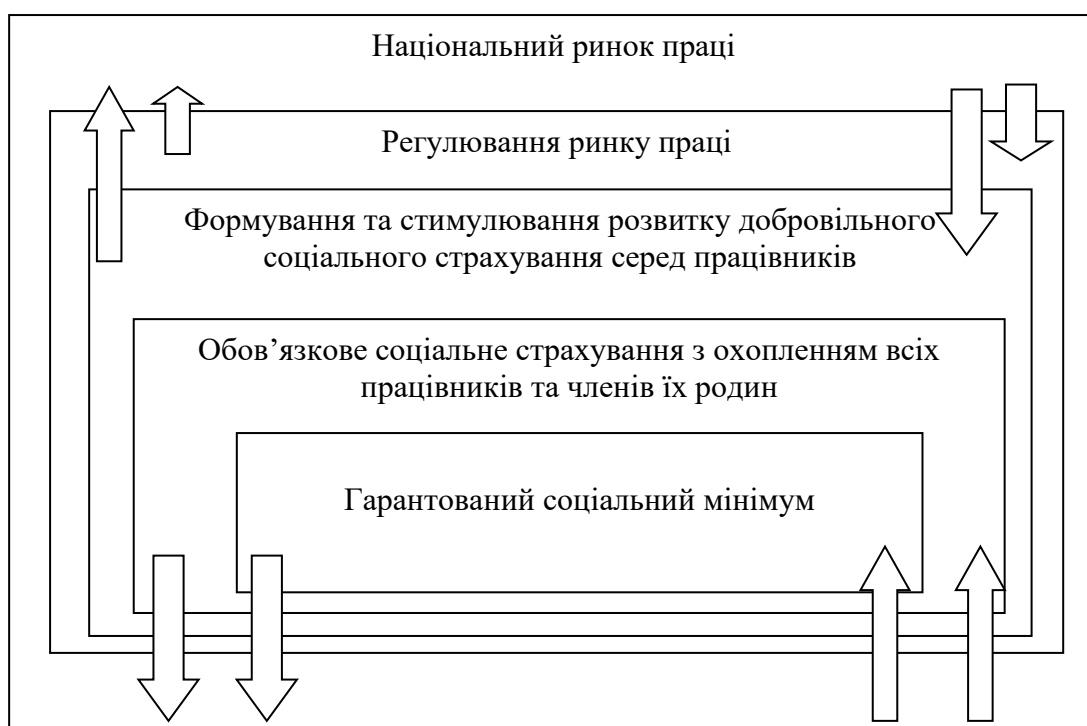 Національний ринок праці
Регулювання ринку праці
Формування та стимулювання розвитку добровільного
соціального страхування серед працівників
Обов’язкове соціальне страхування з охопленням всіх
працівників та членів їх родин
Гарантований соціальний мінімум